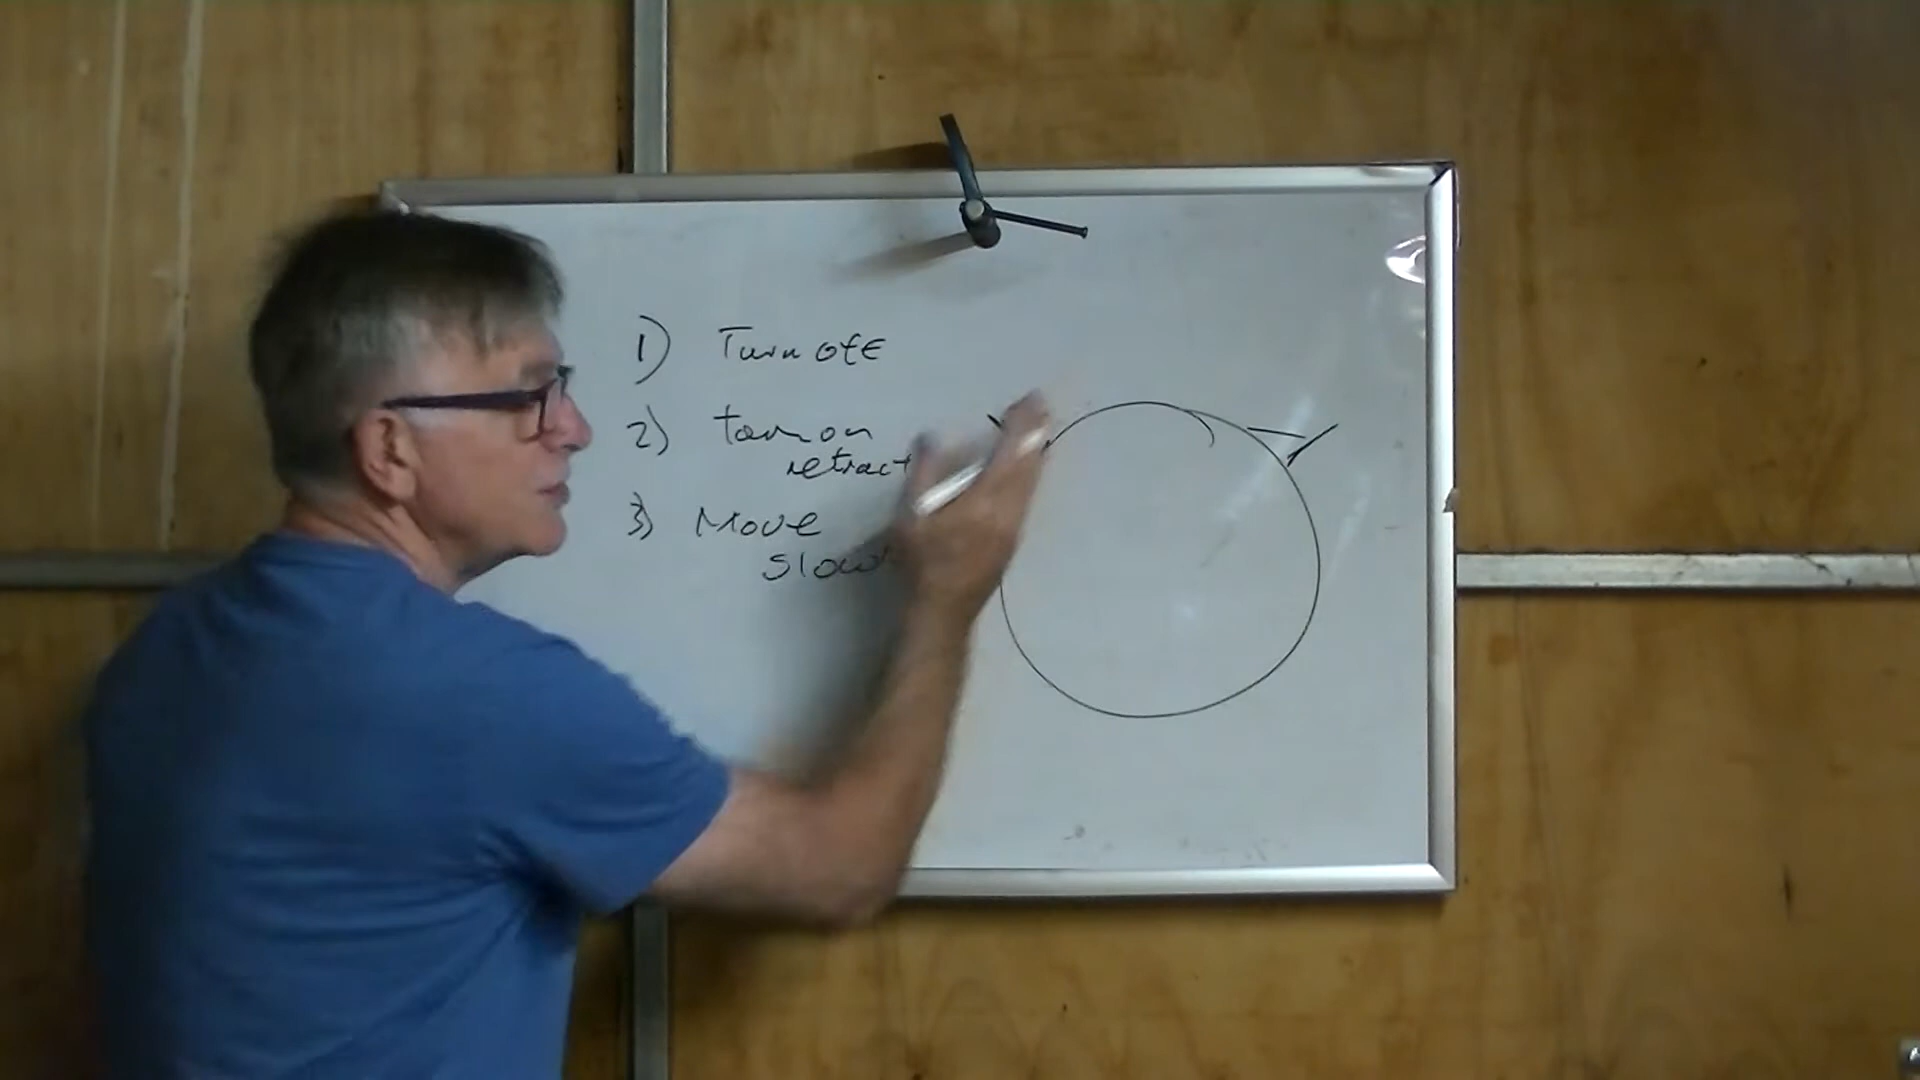 1) Turn off
2) turn on
retract
3) Move
slow